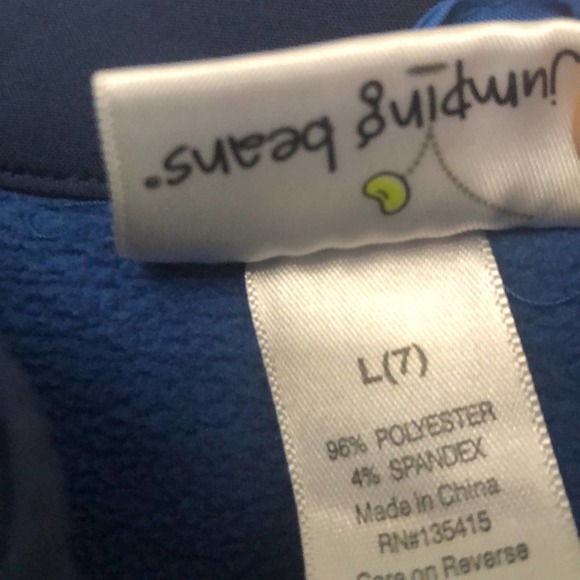 jumping beans®
L(7)
96% POLYESTER
4% SPANDEX
Made in China
RN#135415
Care on Reverse